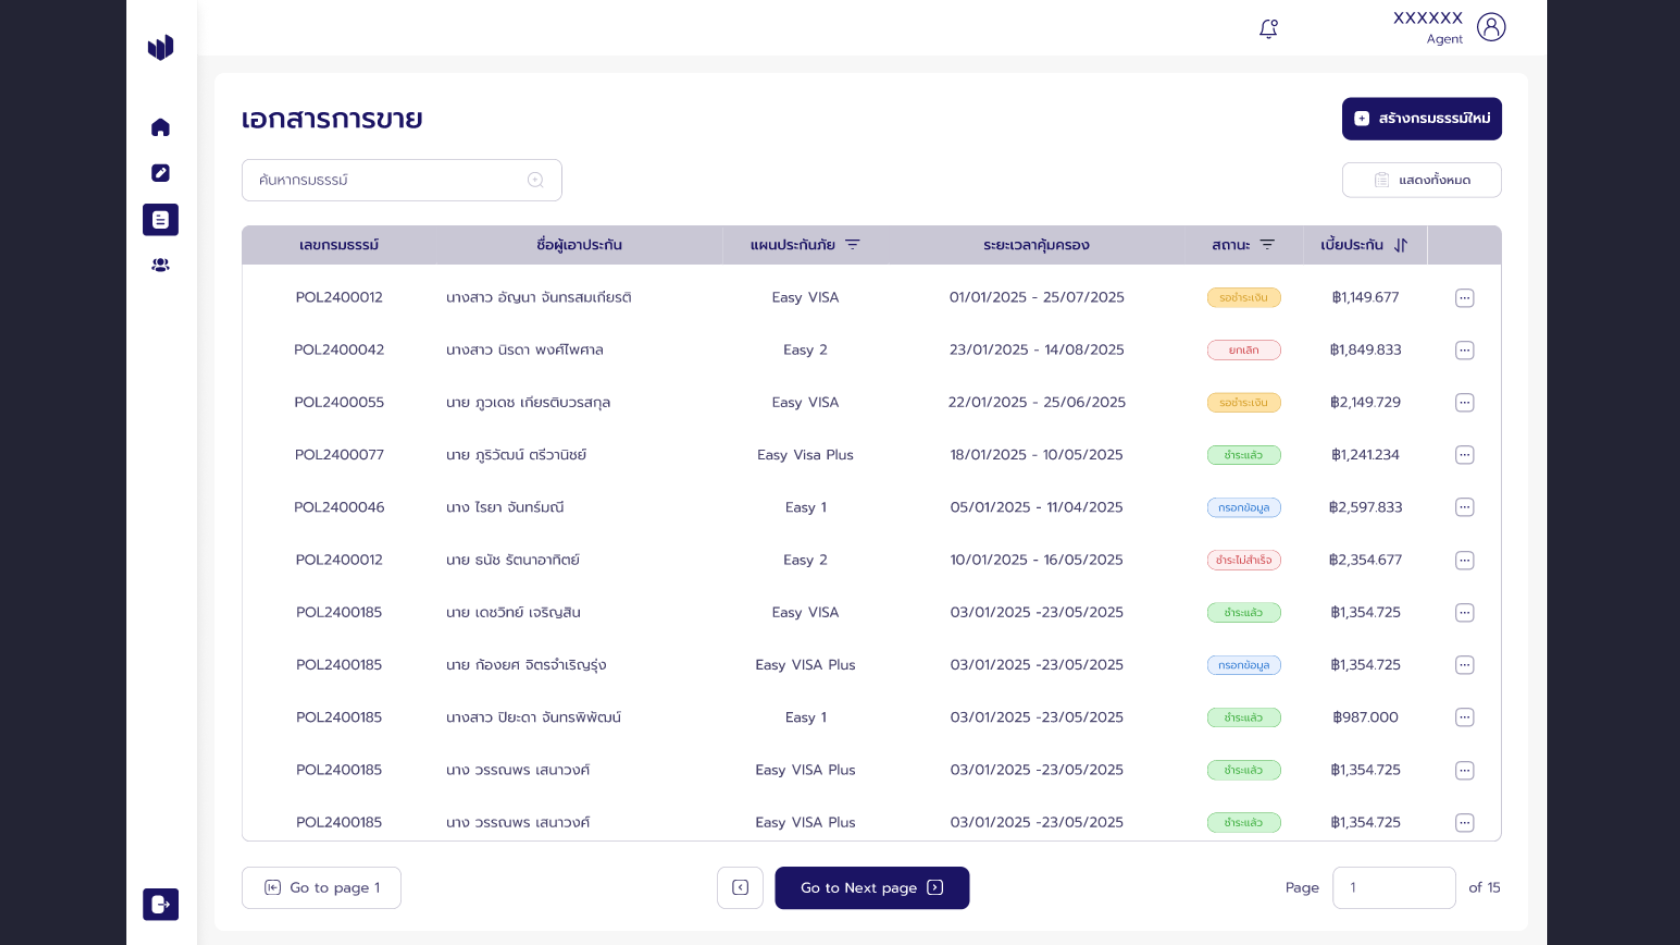 XXXXXX
Agent
เอกสารการขาย
สร้างกรมธรรม์ใหม่
ค้นหากรมธรรม์
แสดงทั้งหมด
เลขกรมธรรม์ ชื่อผู้เอาประกัน แผนประกันภัย ระยะเวลาคุ้มครอง สถานะ เบี้ยประกัน
POL2400012 นางสาว อัญนา จันทรสมเกียรติ Easy VISA 01/01/2025 - 25/07/2025 รอชำระเงิน ฿1,149.677
POL2400042 นางสาว นิรดา พงศ์ไพศาล Easy 2 23/01/2025 - 14/08/2025 ยกเลิก ฿1,849.833
POL2400055 นาย ภูวเดช เกียรติบวรสกุล Easy VISA 22/01/2025 - 25/06/2025 รอชำระเงิน ฿2,149.729
POL2400077 นาย ภูริวัฒน์ ตรีวานิชย์ Easy Visa Plus 18/01/2025 - 10/05/2025 ชำระแล้ว ฿1,241.234
POL2400046 นาง ไรยา จันทร์มณี Easy 1 05/01/2025 - 11/04/2025 กรอกข้อมูล ฿2,597.833
POL2400012 นาย ธนัช รัตนาอาทิตย์ Easy 2 10/01/2025 - 16/05/2025 ชำระไม่สำเร็จ ฿2,354.677
POL2400185 นาย เดชวิทย์ เจริญสิน Easy VISA 03/01/2025 -23/05/2025 ชำระแล้ว ฿1,354.725
POL2400185 นาย ก้องยศ จิตรจำเริญรุ่ง Easy VISA Plus 03/01/2025 -23/05/2025 กรอกข้อมูล ฿1,354.725
POL2400185 นางสาว ปิยะดา จันทรพิพัฒน์ Easy 1 03/01/2025 -23/05/2025 ชำระแล้ว ฿987.000
POL2400185 นาง วรรณพร เสนาวงศ์ Easy VISA Plus 03/01/2025 -23/05/2025 ชำระแล้ว ฿1,354.725
POL2400185 นาง วรรณพร เสนาวงศ์ Easy VISA Plus 03/01/2025 -23/05/2025 ชำระแล้ว ฿1,354.725
Go to page 1 Go to Next page Page 1 of 15